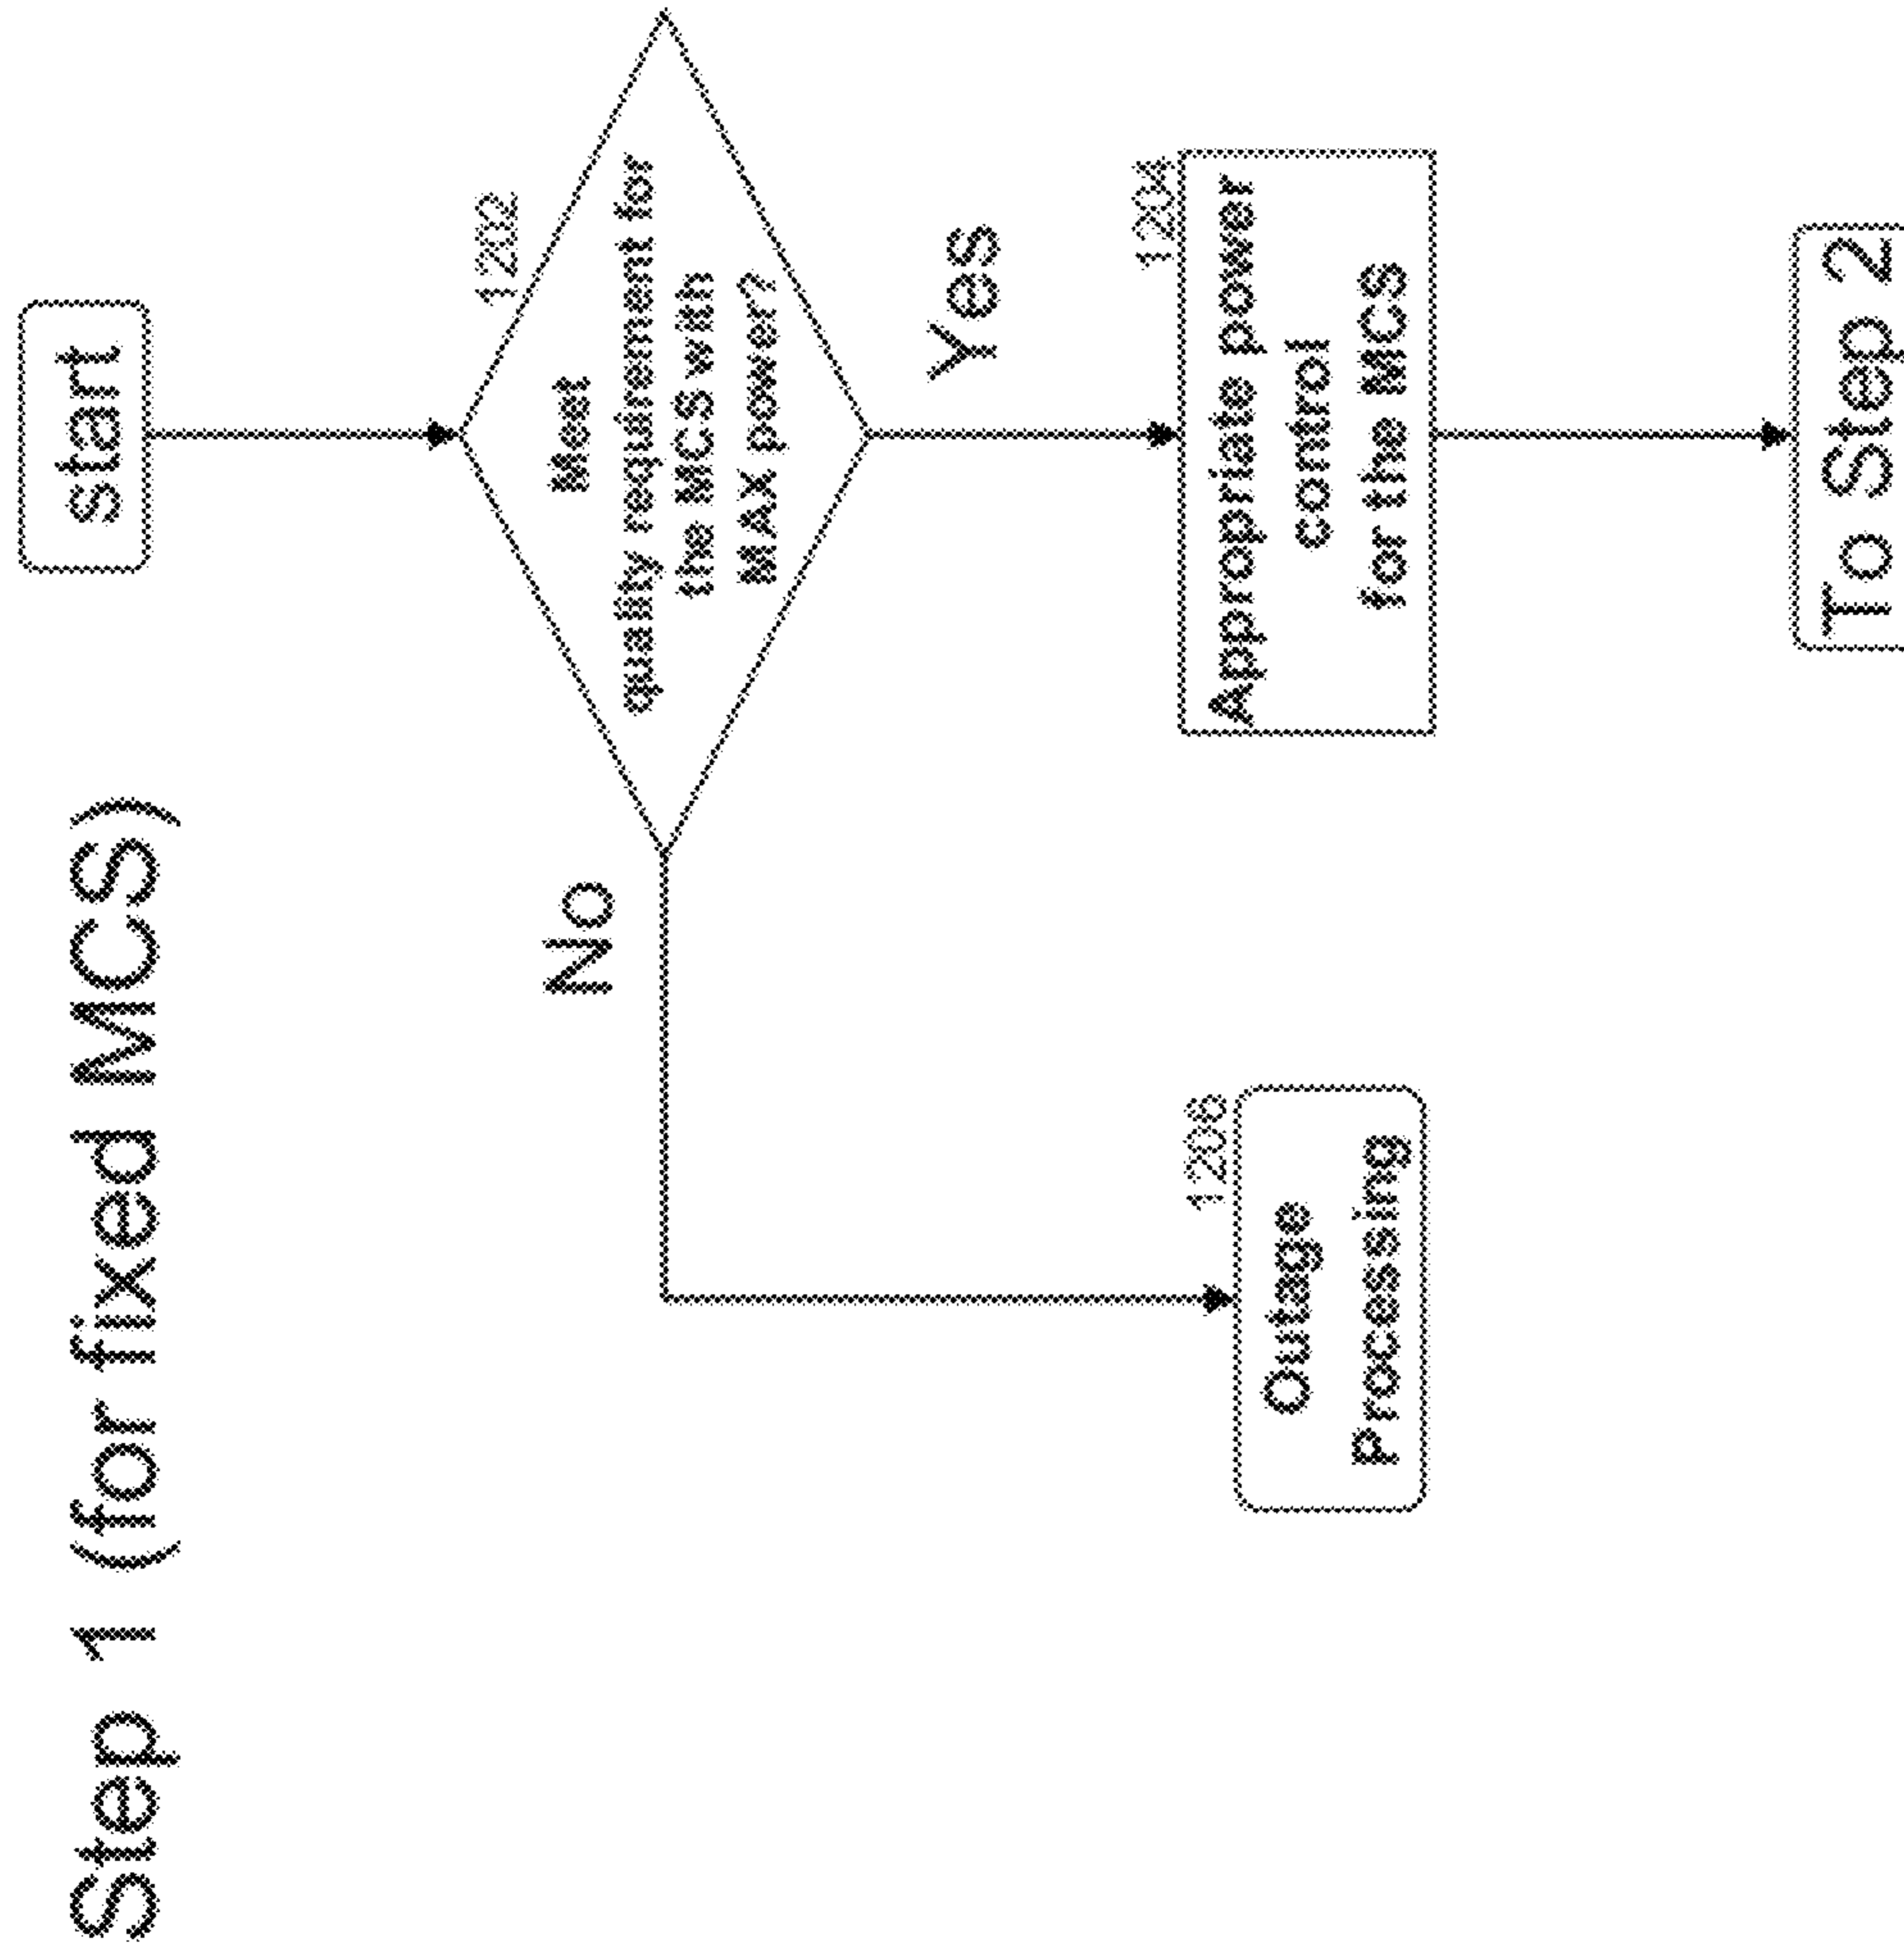 Step 1 (for fixed MCS)
start
1202
Meet
quality requirement for
the MCS with
MAX power?
No
Yes
1204
Appropriate power
control
for the MCS
Outage
Processing
To Step 2